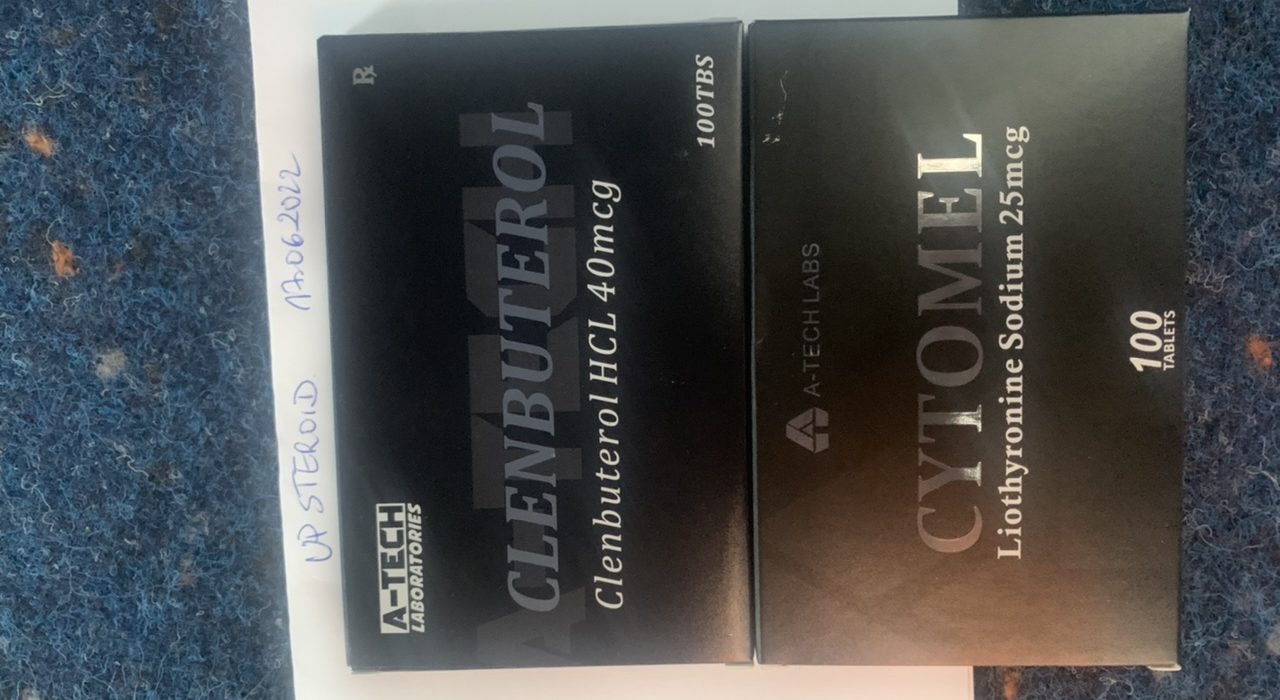 UP STEROID 17.06.2022
A-TECH
LABORATORIES
℞
CLENBUTEROL
Clenbuterol HCL 40mcg
100TBS
A-TECH LABS
CYTOMEL
Liothyronine Sodium 25mcg
100
TABLETS